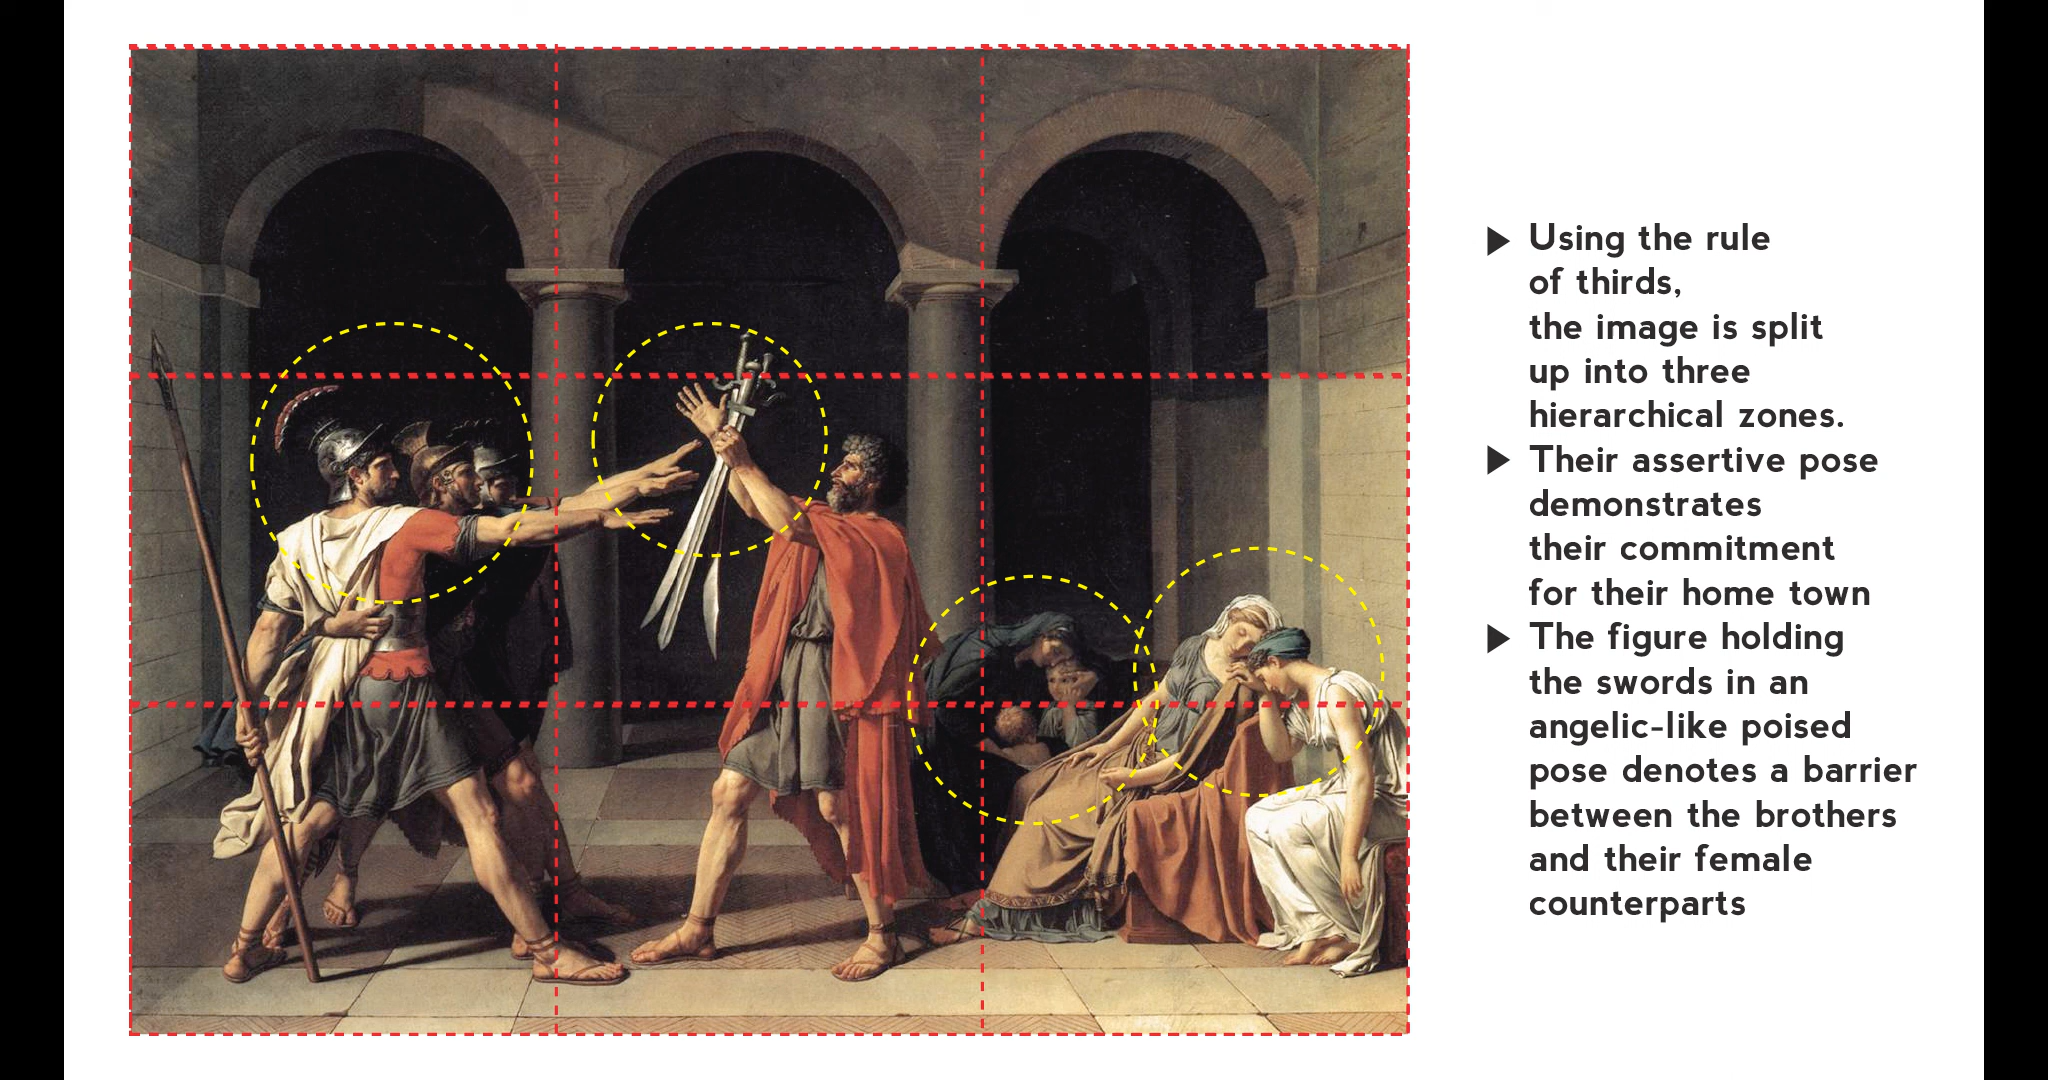 Using the rule
of thirds,
the image is split
up into three
hierarchical zones.
Their assertive pose
demonstrates
their commitment
for their home town
The figure holding
the swords in an
angelic-like poised
pose denotes a barrier
between the brothers
and their female
counterparts